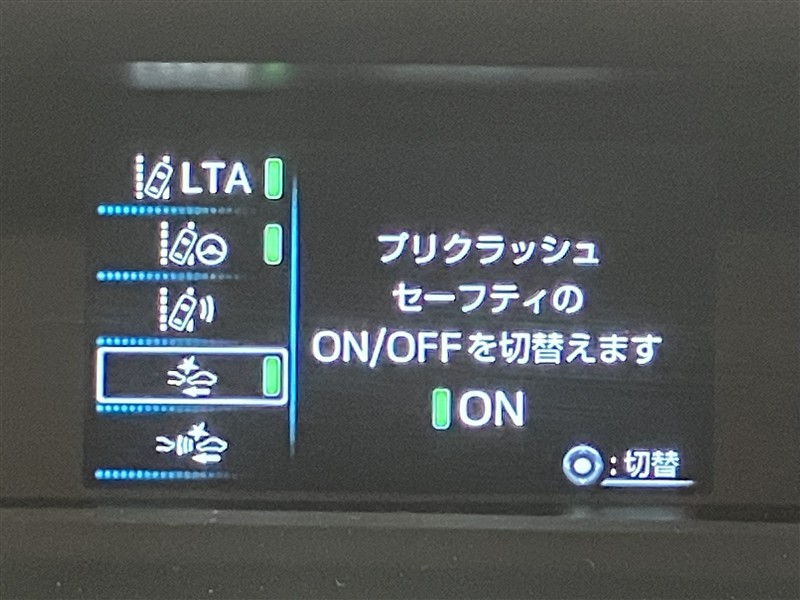 LTA
プリクラッシュ
セーフティの
ON/OFFを切替えます
ON
:切替